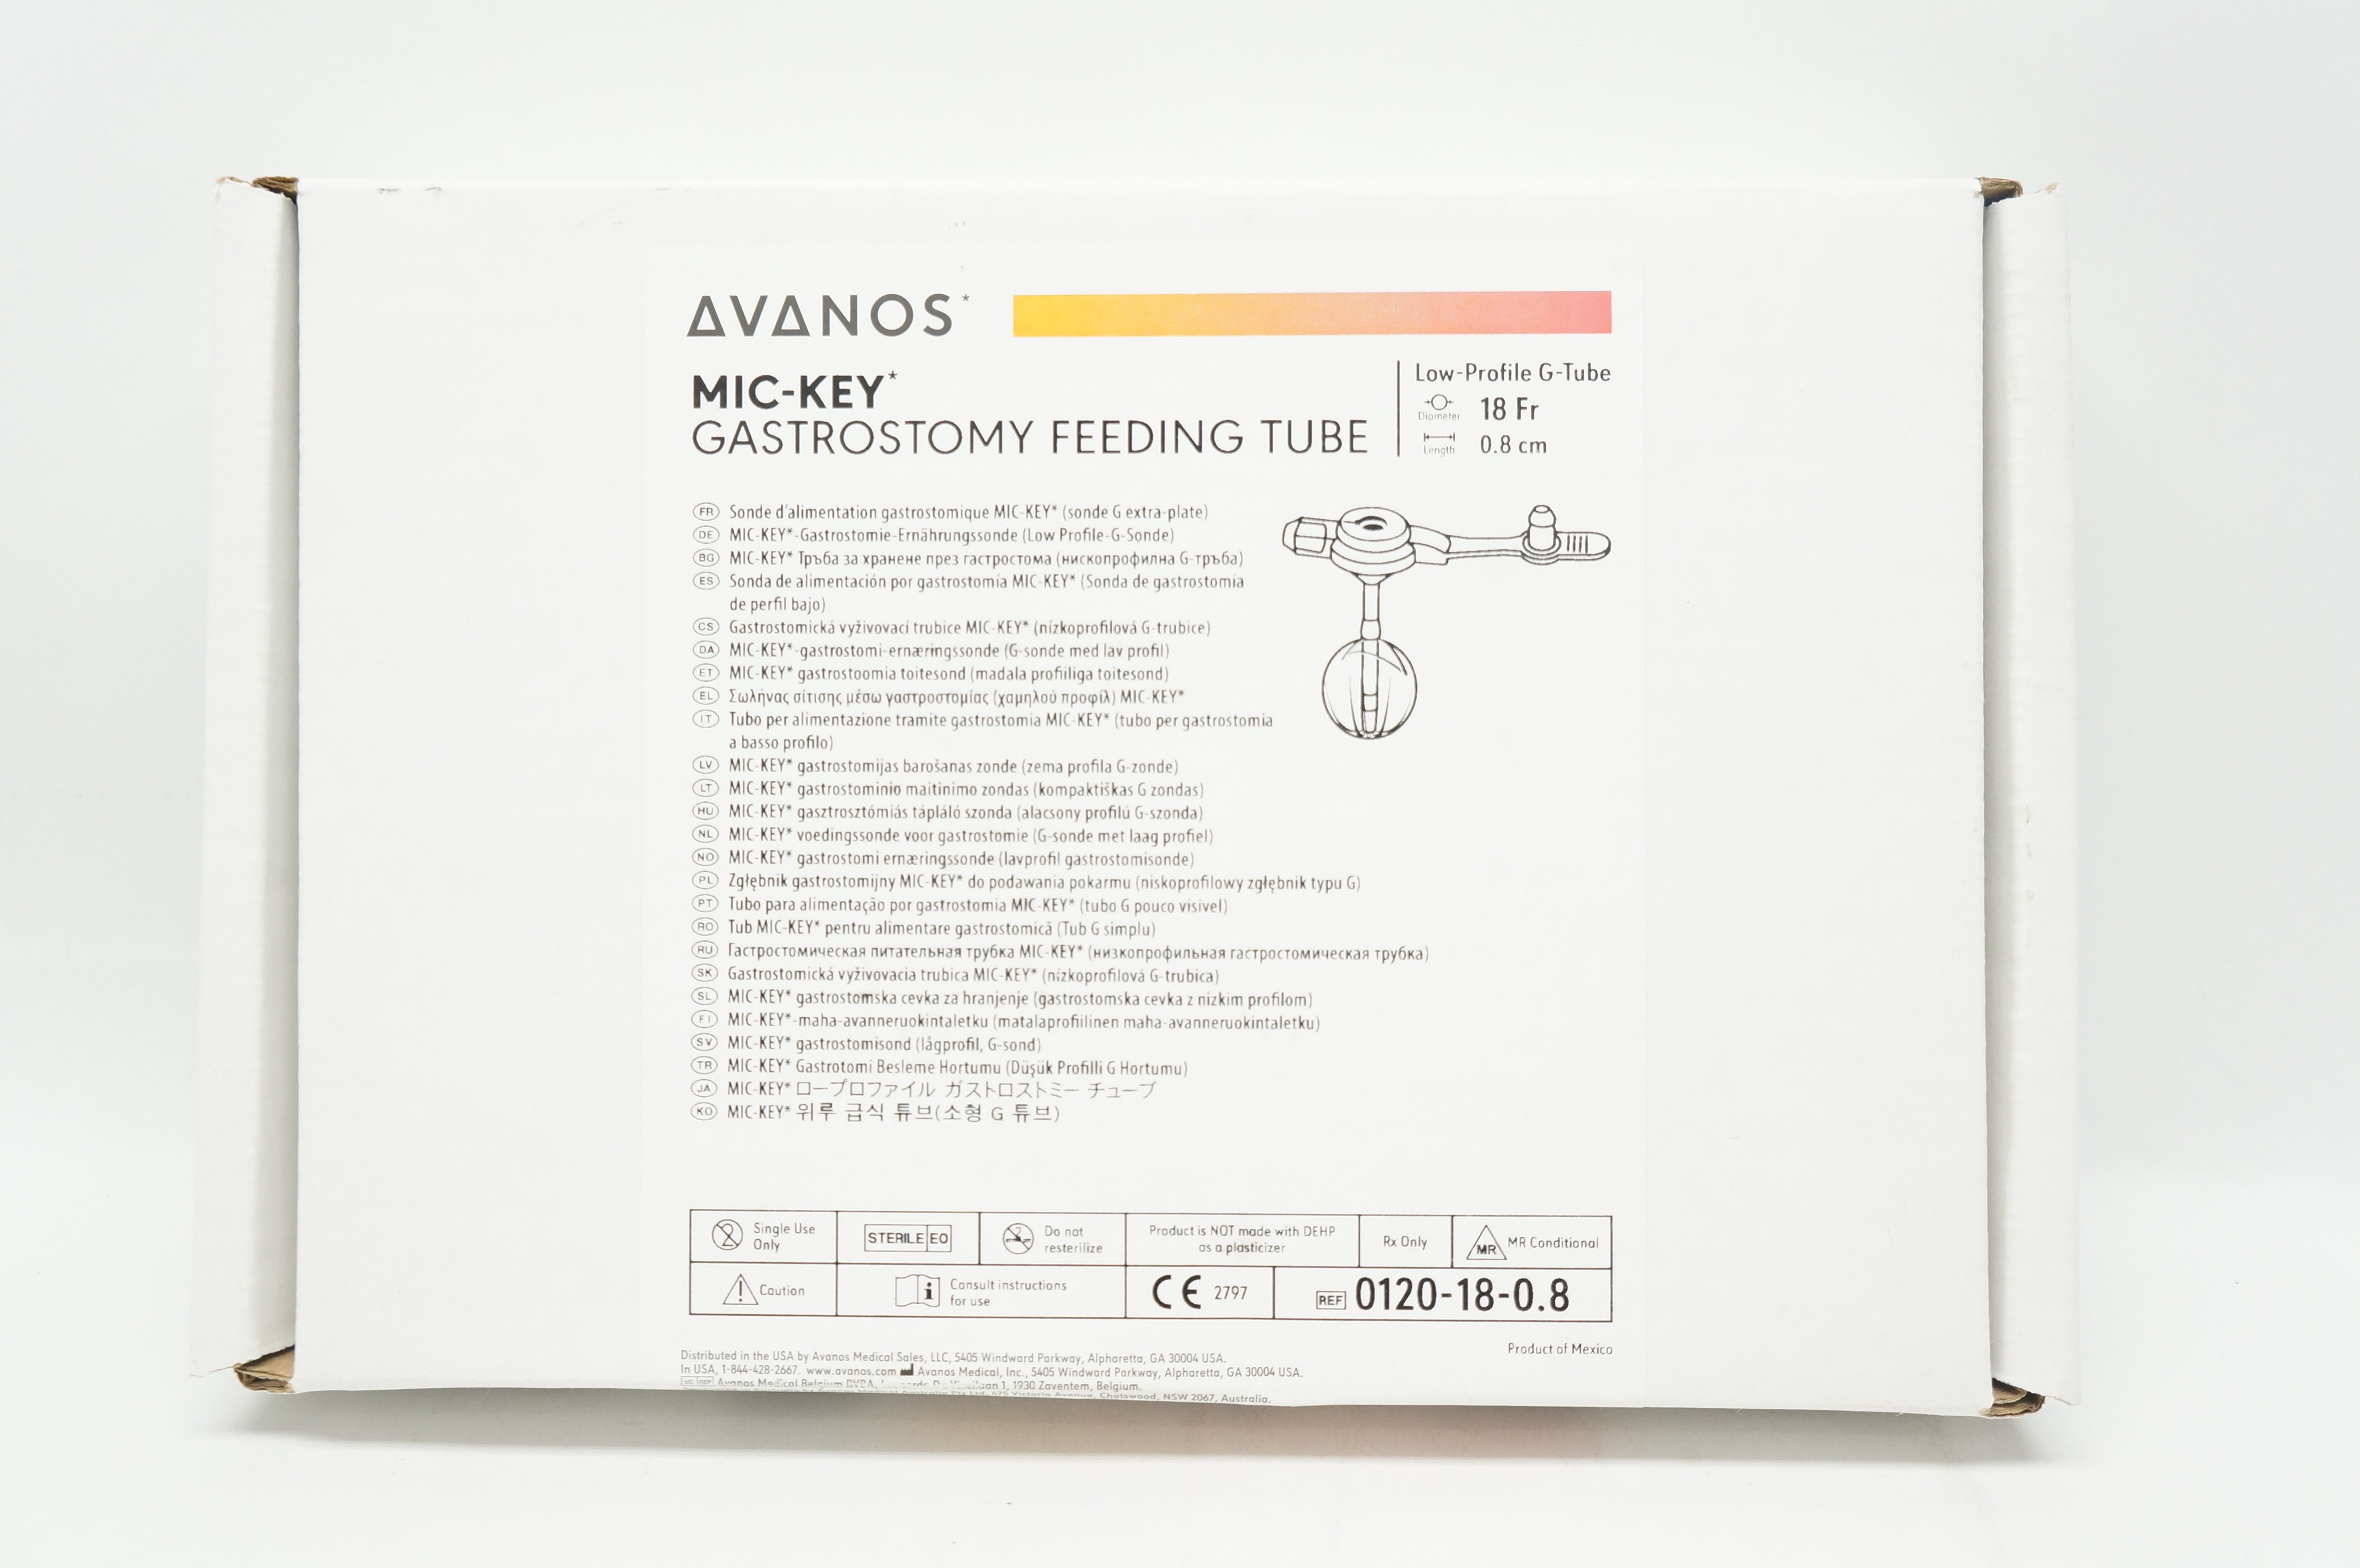 AVANOS*
MIC-KEY*
GASTROSTOMY FEEDING TUBE
Low-Profile G-Tube
Diameter 18 Fr
Length 0.8 cm
FR Sonde d'alimentation gastrostomique MIC-KEY* (sonde G extra-plate)
DE MIC-KEY*-Gastrostomie-Ernährungssonde (Low Profile-G-Sonde)
BG MIC-KEY* Тръба за хранене през гастростома (нископрофилна G-тръба)
ES Sonda de alimentación por gastrostomía MIC-KEY* (Sonda de gastrostomía
de perfil bajo)
CS Gastrostomická vyživovací trubice MIC-KEY* (nízkoprofilová G-trubice)
DA MIC-KEY*-gastrostomi-ernæringssonde (G-sonde med lav profil)
ET MIC-KEY* gastrostoomia toitesond (madala profiiliga toitesond)
EL Σωλήνας σίτισης μέσω γαστροστομίας (χαμηλού προφίλ) MIC-KEY*
IT Tubo per alimentazione tramite gastrostomia MIC-KEY* (tubo per gastrostomia
a basso profilo)
LV MIC-KEY* gastrostomijas barošanas zonde (zema profila G-zonde)
LT MIC-KEY* gastrostominio maitinimo zondas (kompaktiškas G zondas)
HU MIC-KEY* gasztrosztómiás tápláló szonda (alacsony profilú G-szonda)
NL MIC-KEY* voedingssonde voor gastrostomie (G-sonde met laag profiel)
NO MIC-KEY* gastrostomi ernæringssonde (lavprofil gastrostomisonde)
PL Zgłębnik gastrostomijny MIC-KEY* do podawania pokarmu (niskoprofilowy zgłębnik typu G)
PT Tubo para alimentação por gastrostomia MIC-KEY* (tubo G pouco visível)
RO Tub MIC-KEY* pentru alimentare gastrostomică (Tub G simplu)
RU Гастростомическая питательная трубка MIC-KEY* (низкопрофильная гастростомическая трубка)
SK Gastrostomická vyživovacia trubica MIC-KEY* (nízkoprofilová G-trubica)
SL MIC-KEY* gastrostomska cevka za hranjenje (gastrostomska cevka z nizkim profilom)
FI MIC-KEY*-maha-avanneruokintaletku (matalaprofiilinen maha-avanneruokintaletku)
SV MIC-KEY* gastrostomisond (lågprofil, G-sond)
TR MIC-KEY* Gastrotomi Besleme Hortumu (Düşük Profilli G Hortumu)
JA MIC-KEY* ロープロファイル ガストロストミー チューブ
KO MIC-KEY* 위루 급식 튜브(소형 G 튜브)
Single Use
Only
STERILE EO
Do not
resterilize
Product is NOT made with DEHP
as a plasticizer
Rx Only
MR MR Conditional
Caution
Consult instructions
for use
CE 2797
REF 0120-18-0.8
Product of Mexico
Distributed in the USA by Avanos Medical Sales, LLC, 5405 Windward Parkway, Alpharetta, GA 30004 USA.
In USA, 1-844-428-2667. www.avanos.com Avanos Medical, Inc., 5405 Windward Parkway, Alpharetta, GA 30004 USA.
Avanos Medical Belgium BVBA, 1, 1930 Zaventem, Belgium.
Victoria Avenue, Chatswood, NSW 2067, Australia.